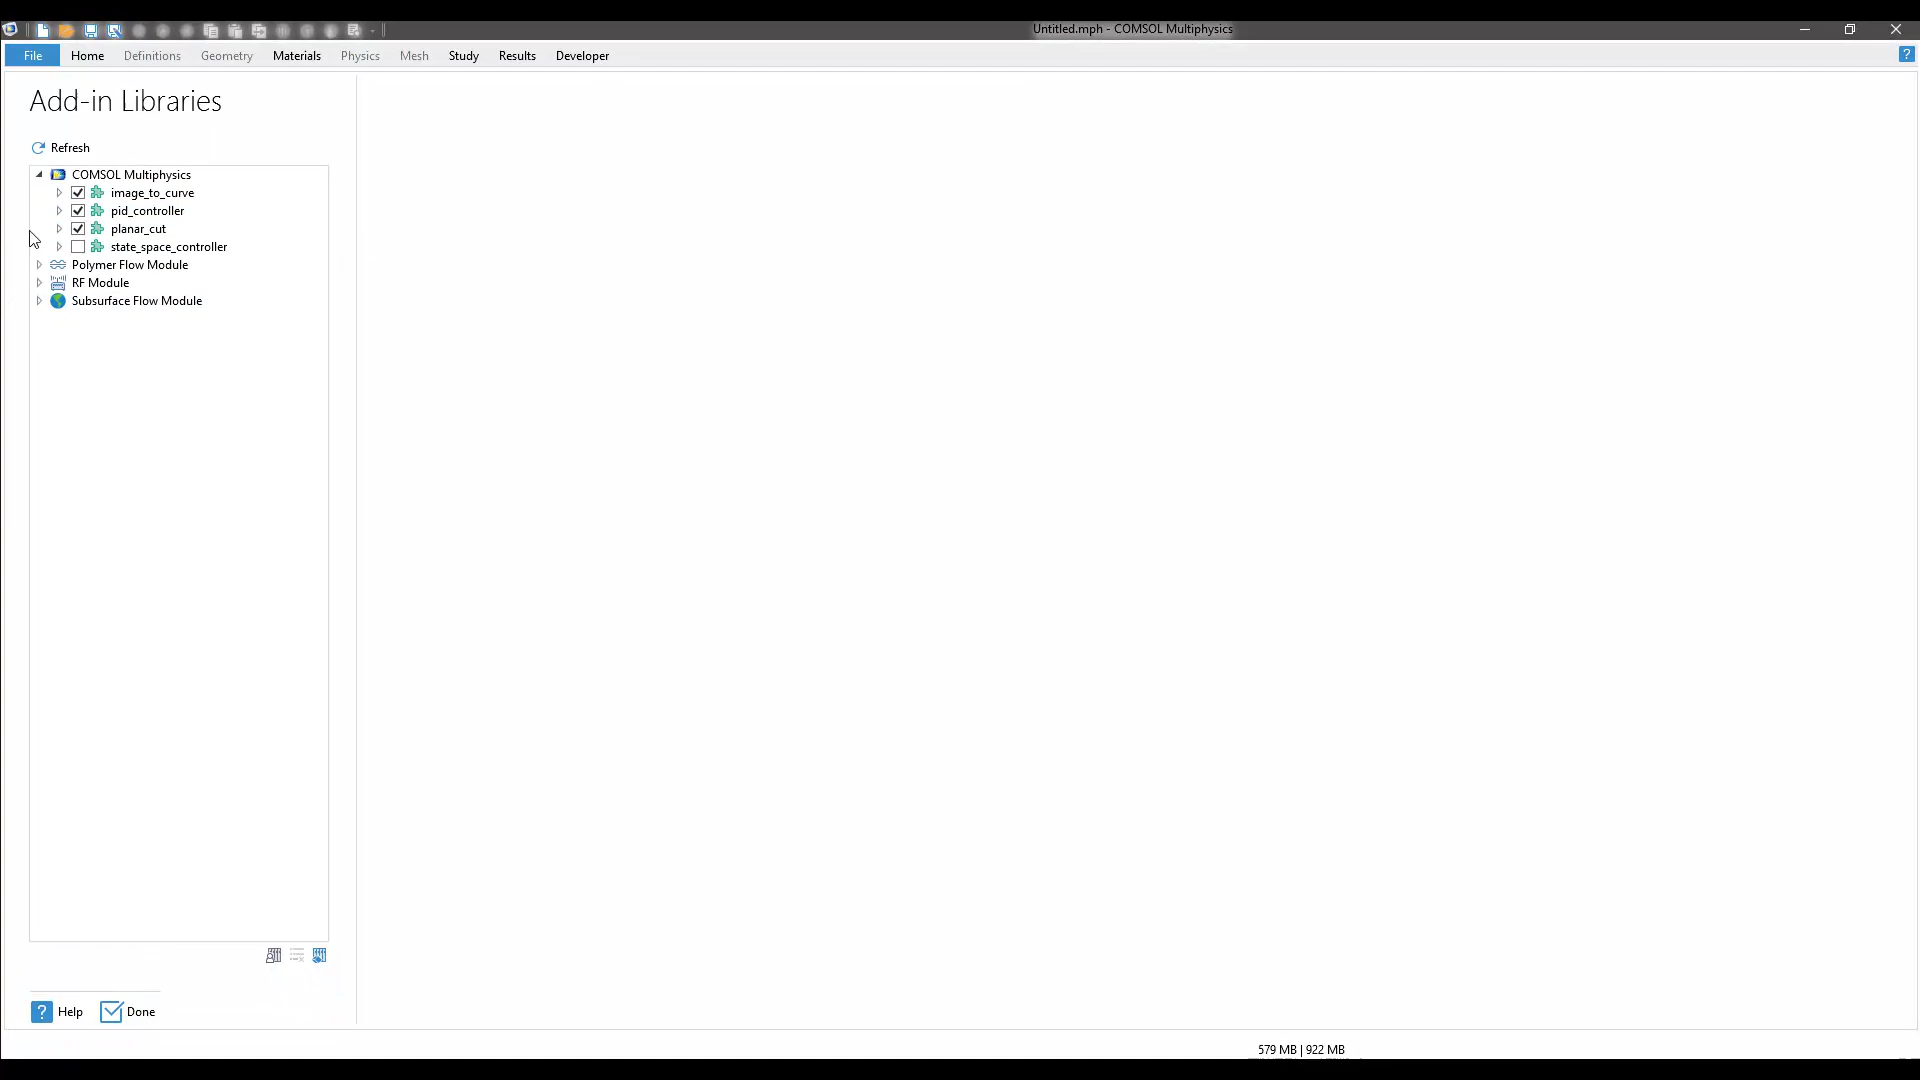 Untitled.mph - COMSOL Multiphysics
File Home Definitions Geometry Materials Physics Mesh Study Results Developer
?
Add-in Libraries
Refresh
COMSOL Multiphysics
image_to_curve
pid_controller
planar_cut
state_space_controller
Polymer Flow Module
RF Module
Subsurface Flow Module
? Help Done
579 MB | 922 MB